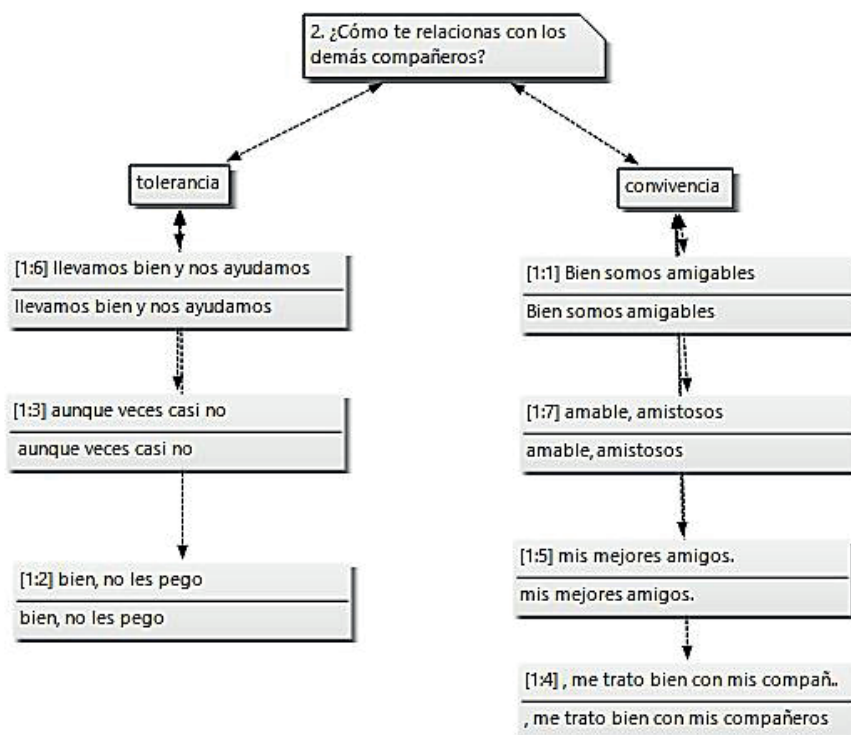 2. ¿Cómo te relacionas con los
demás compañeros?
tolerancia
[1:6] llevamos bien y nos ayudamos
llevamos bien y nos ayudamos
[1:3] aunque veces casi no
aunque veces casi no
[1:2] bien, no les pego
bien, no les pego
convivencia
[1:1] Bien somos amigables
Bien somos amigables
[1:7] amable, amistosos
amable, amistosos
[1:5] mis mejores amigos.
mis mejores amigos.
[1:4] , me trato bien con mis compañ..
, me trato bien con mis compañeros